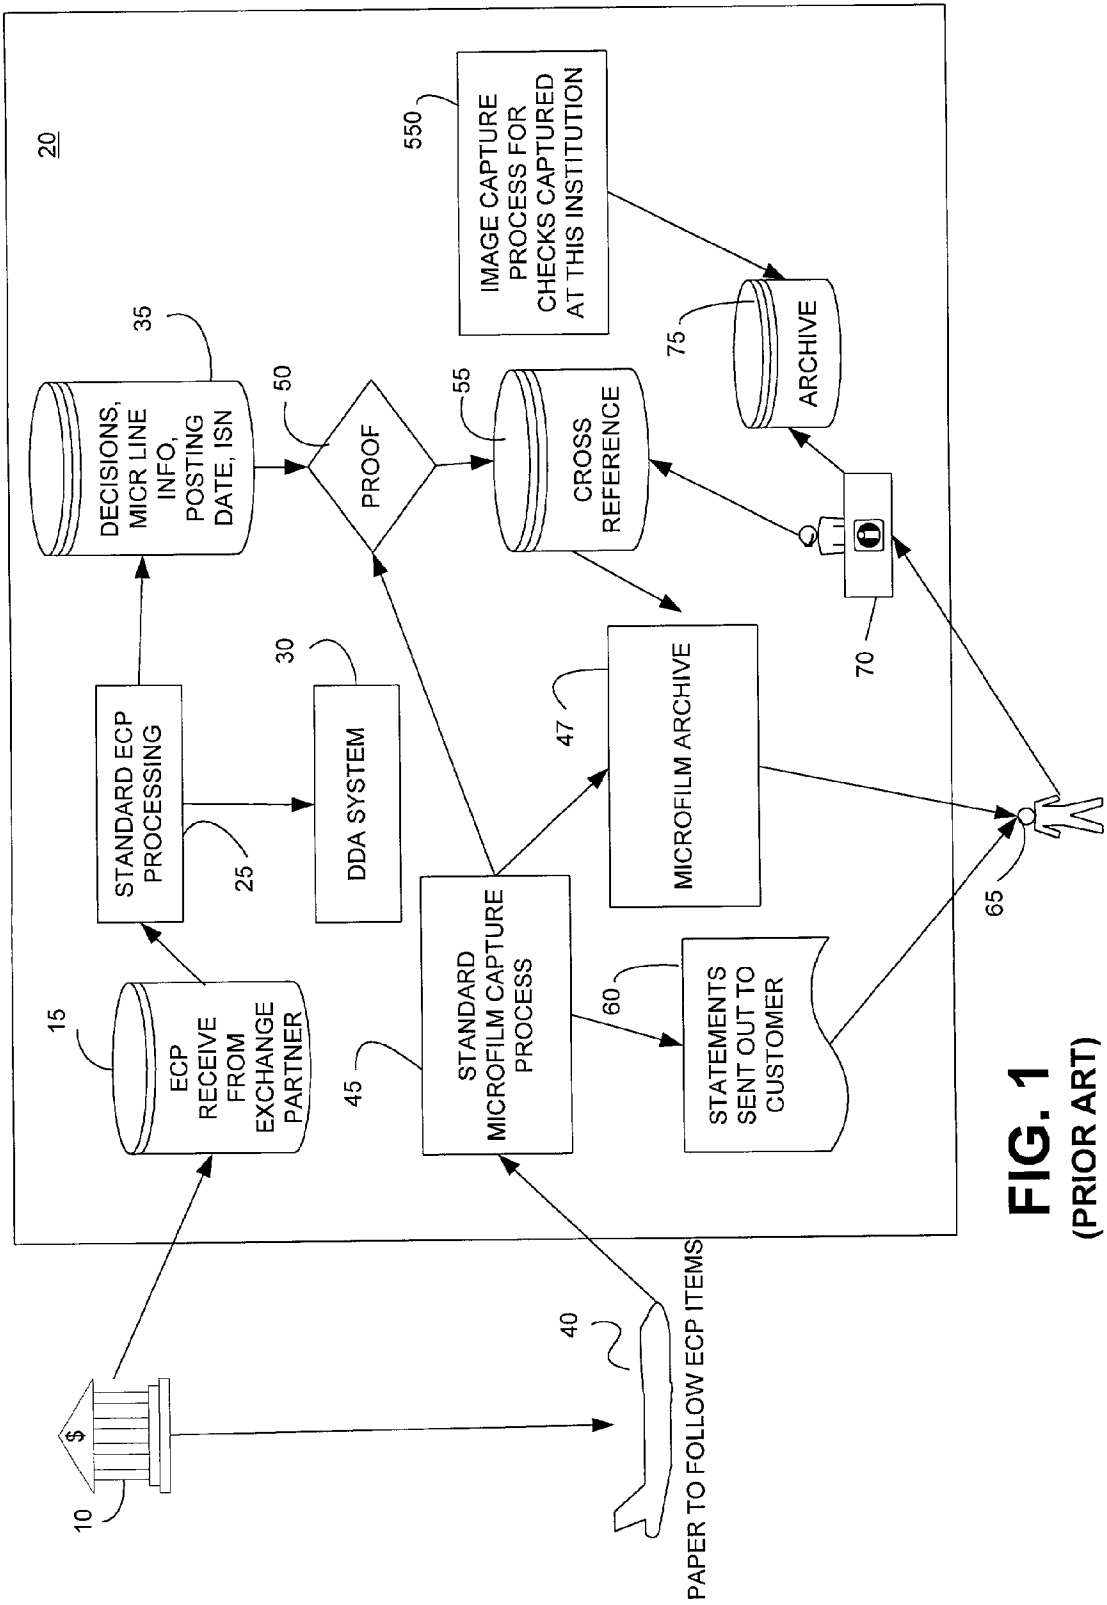 20
10
$
15
ECP
RECEIVE
FROM
EXCHANGE
PARTNER
STANDARD ECP
PROCESSING
25
DECISIONS,
MICR LINE
INFO,
POSTING
DATE, ISN
35
30
DDA SYSTEM
50
PROOF
45
STANDARD
MICROFILM CAPTURE
PROCESS
47
MICROFILM ARCHIVE
55
CROSS
REFERENCE
550
IMAGE CAPTURE
PROCESS FOR
CHECKS CAPTURED
AT THIS INSTITUTION
75
ARCHIVE
60
STATEMENTS
SENT OUT TO
CUSTOMER
i
70
65
40
PAPER TO FOLLOW ECP ITEMS
FIG. 1
(PRIOR ART)